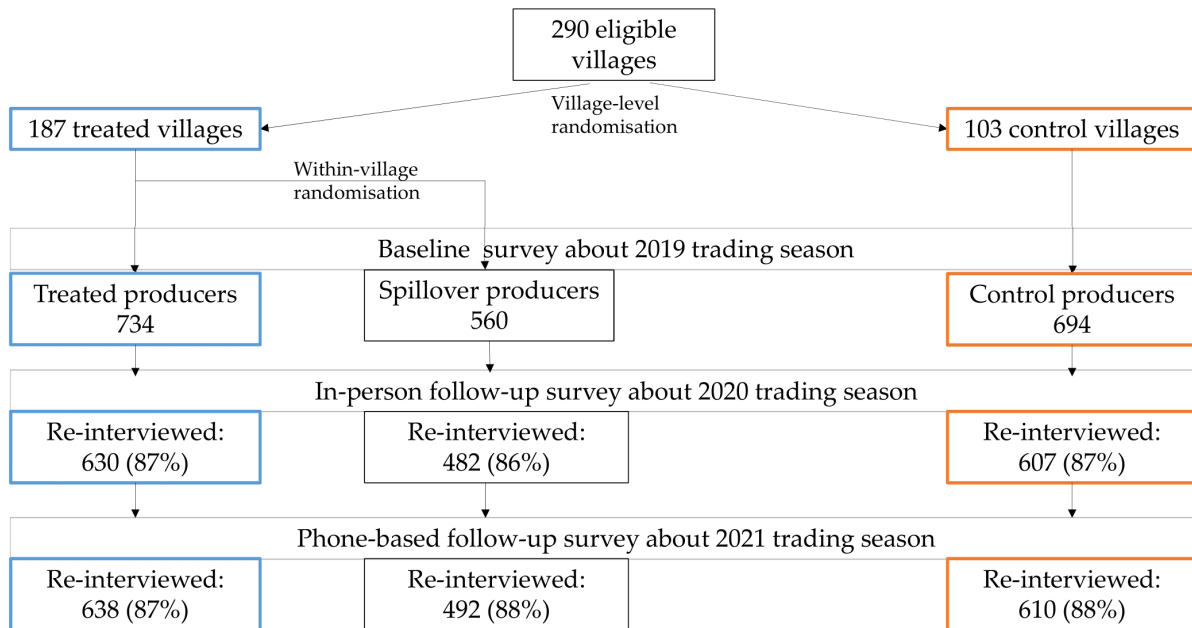 290 eligible
villages
Village-level
randomisation
187 treated villages
103 control villages
Within-village
randomisation
Baseline survey about 2019 trading season
Treated producers
734
Spillover producers
560
Control producers
694
In-person follow-up survey about 2020 trading season
Re-interviewed:
630 (87%)
Re-interviewed:
482 (86%)
Re-interviewed:
607 (87%)
Phone-based follow-up survey about 2021 trading season
Re-interviewed:
638 (87%)
Re-interviewed:
492 (88%)
Re-interviewed:
610 (88%)